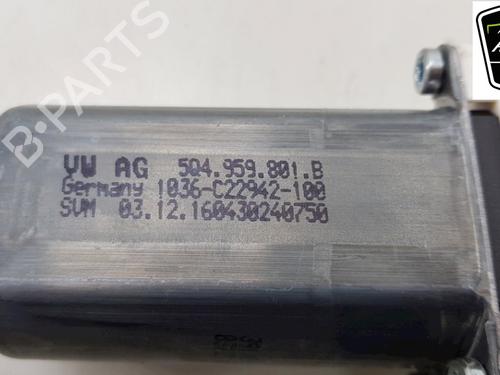 B-PARTS
VW AG 5Q4.959.801.B
Germany 1036-C22942-100
SVM 03.12.160430240750